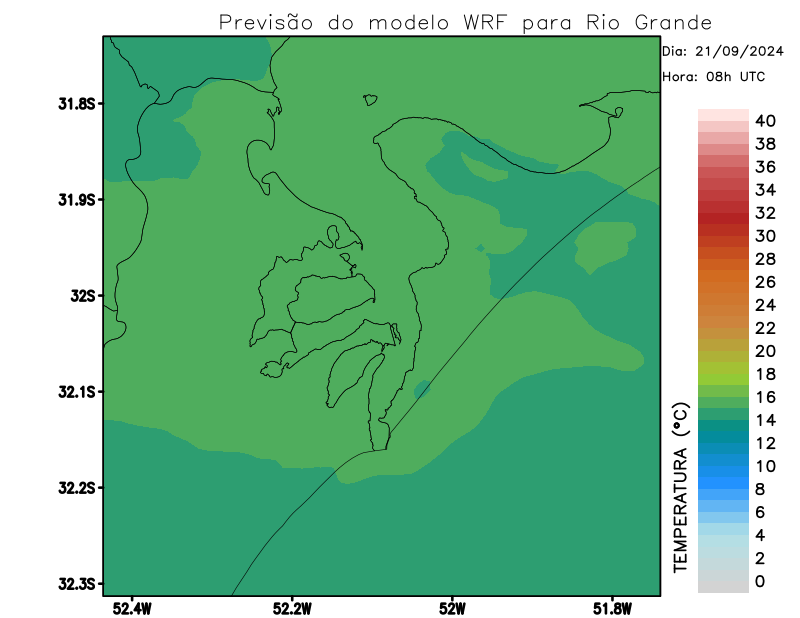 Previsão do modelo WRF para Rio Grande
Dia: 21/09/2024
Hora: 08h UTC
31.8S
31.9S
32S
32.1S
32.2S
32.3S
52.4W
52.2W
52W
51.8W
TEMPERATURA (°C)
40
38
36
34
32
30
28
26
24
22
20
18
16
14
12
10
8
6
4
2
0